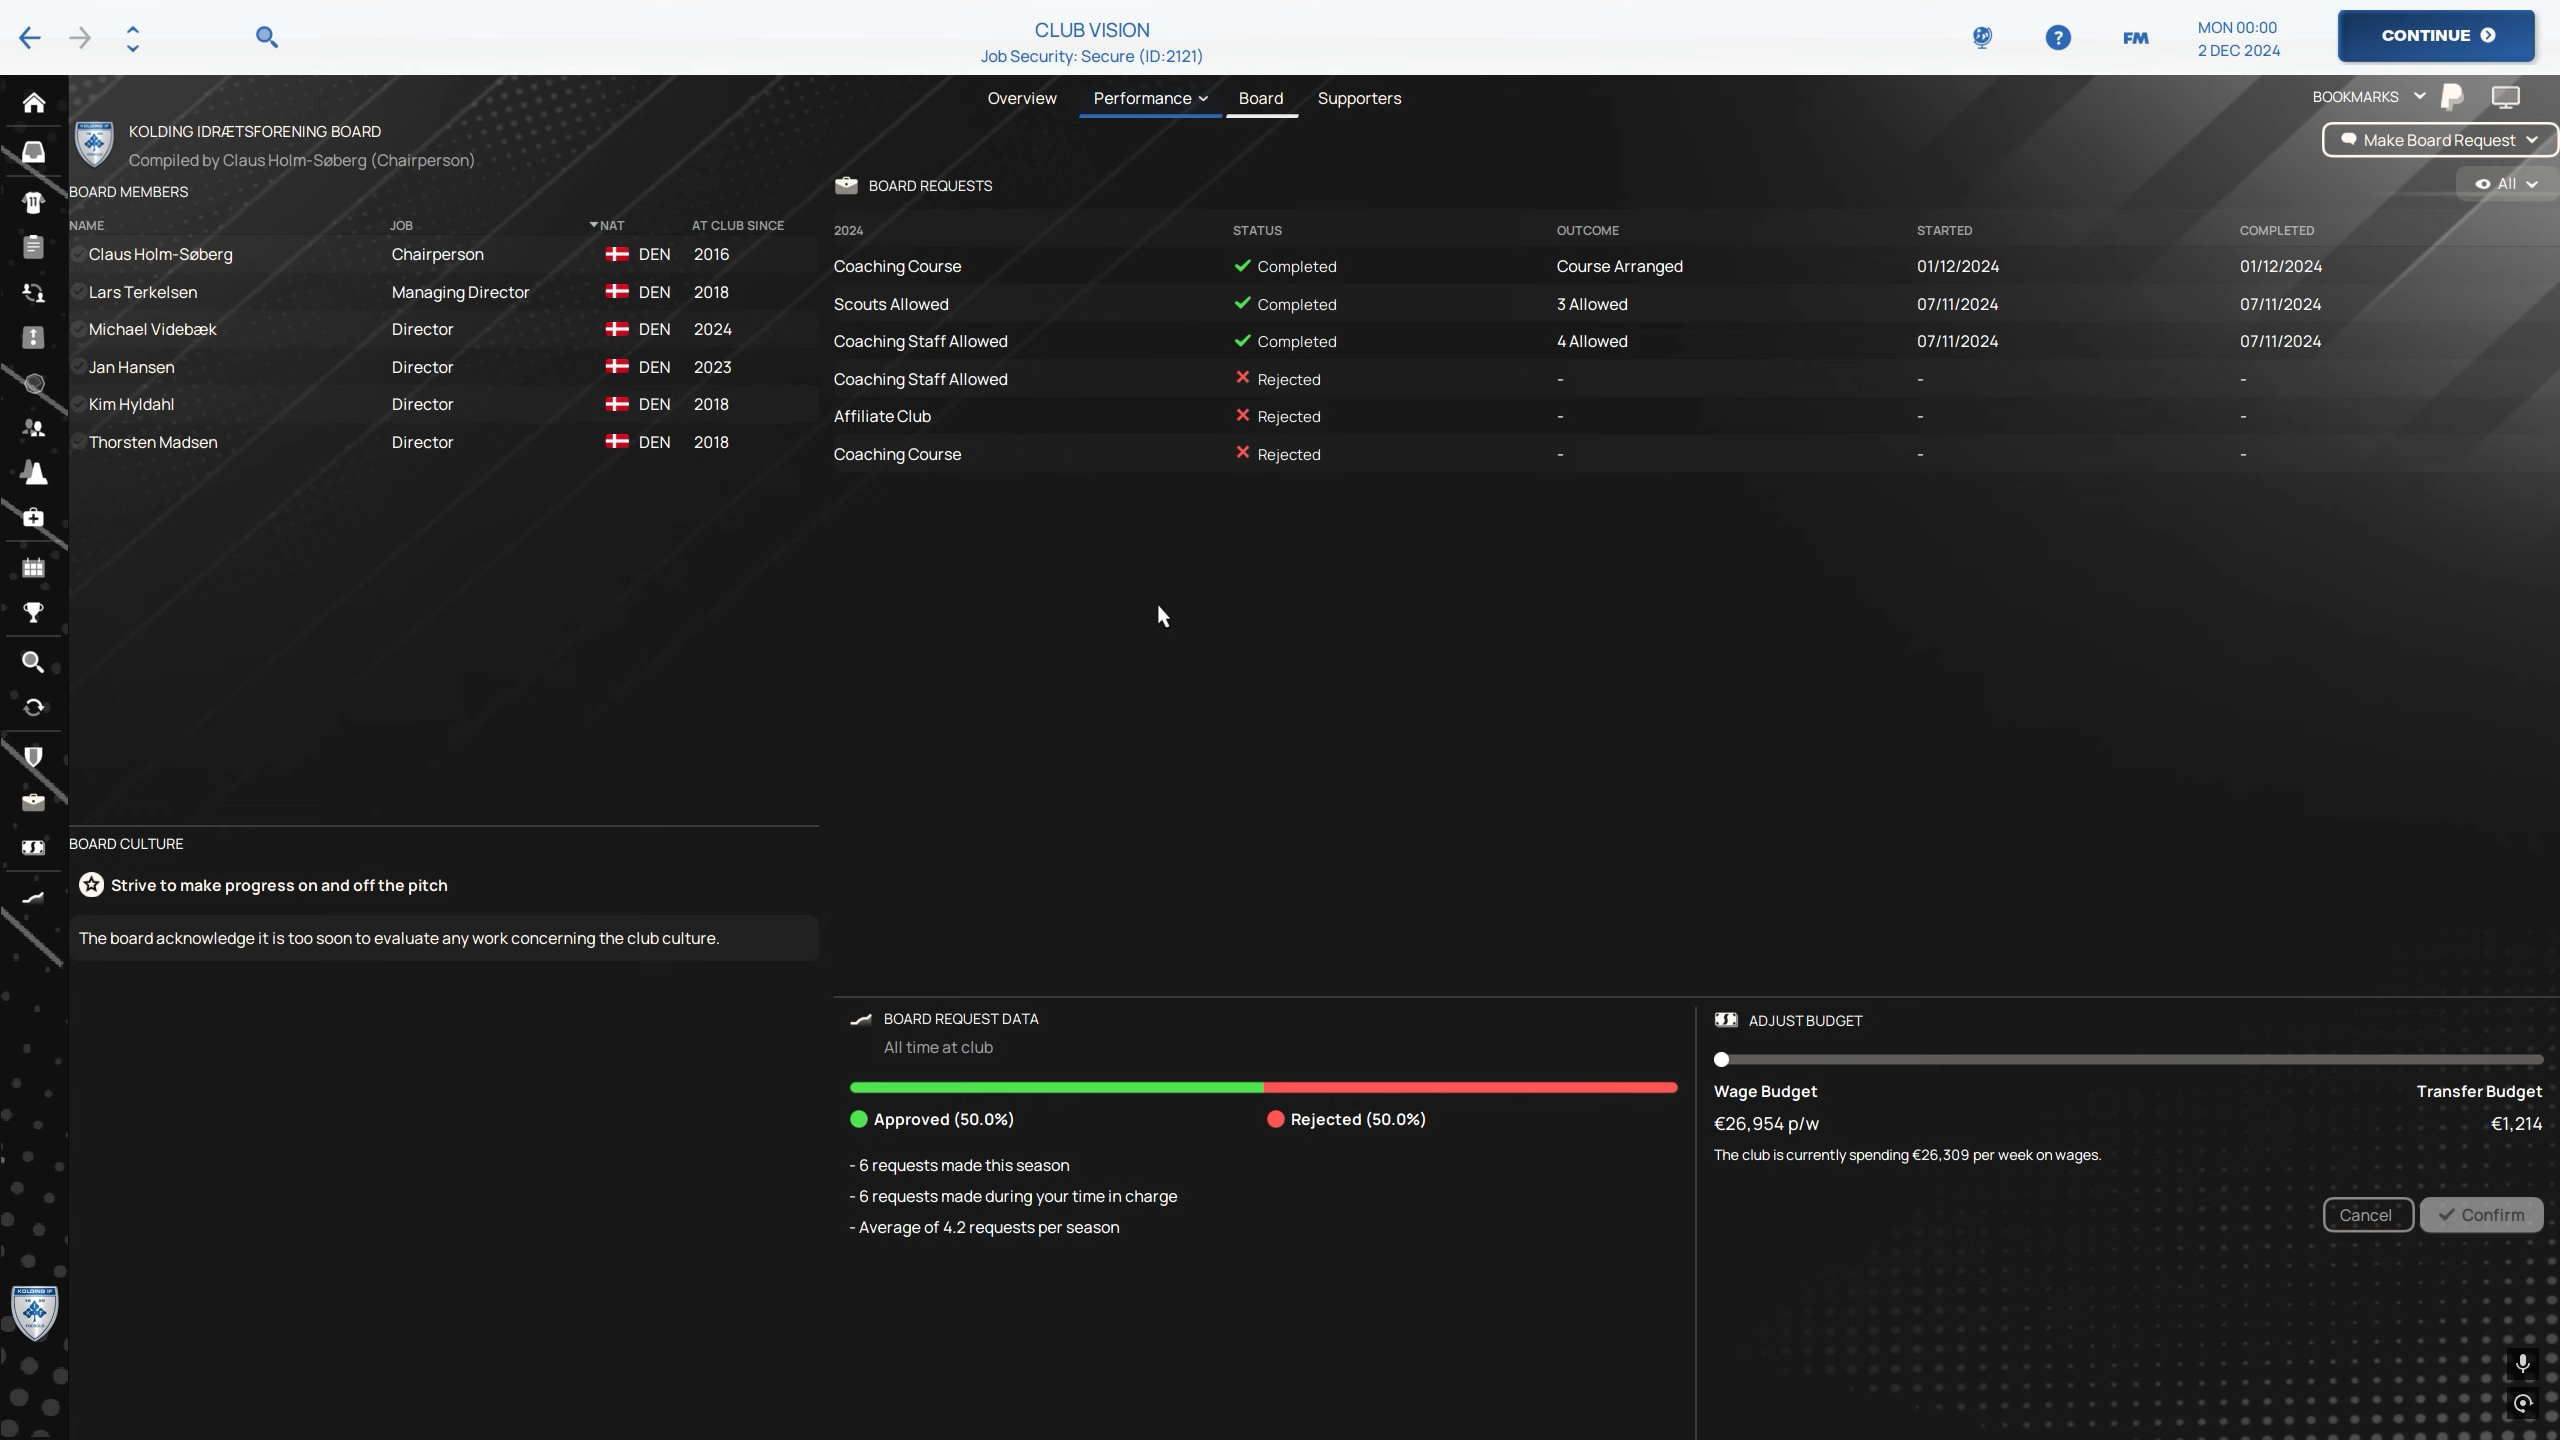 CLUB VISION
Job Security: Secure (ID:2121)
?
FM
MON 00:00
2 DEC 2024
CONTINUE
Overview
Performance
Board
Supporters
BOOKMARKS
KOLDING IDRÆTSFORENING BOARD
Compiled by Claus Holm-Søberg (Chairperson)
Make Board Request
BOARD MEMBERS
BOARD REQUESTS
All
NAME JOB NAT AT CLUB SINCE
Claus Holm-Søberg Chairperson DEN 2016
Lars Terkelsen Managing Director DEN 2018
Michael Videbæk Director DEN 2024
Jan Hansen Director DEN 2023
Kim Hyldahl Director DEN 2018
Thorsten Madsen Director DEN 2018
2024 STATUS OUTCOME STARTED COMPLETED
Coaching Course Completed Course Arranged 01/12/2024 01/12/2024
Scouts Allowed Completed 3 Allowed 07/11/2024 07/11/2024
Coaching Staff Allowed Completed 4 Allowed 07/11/2024 07/11/2024
Coaching Staff Allowed Rejected - - -
Affiliate Club Rejected - - -
Coaching Course Rejected - - -
11
BOARD CULTURE
Strive to make progress on and off the pitch
The board acknowledge it is too soon to evaluate any work concerning the club culture.
BOARD REQUEST DATA
All time at club
Approved (50.0%) Rejected (50.0%)
- 6 requests made this season
- 6 requests made during your time in charge
- Average of 4.2 requests per season
ADJUST BUDGET
Wage Budget Transfer Budget
€26,954 p/w €1,214
The club is currently spending €26,309 per week on wages.
Cancel Confirm
KOLDING IF